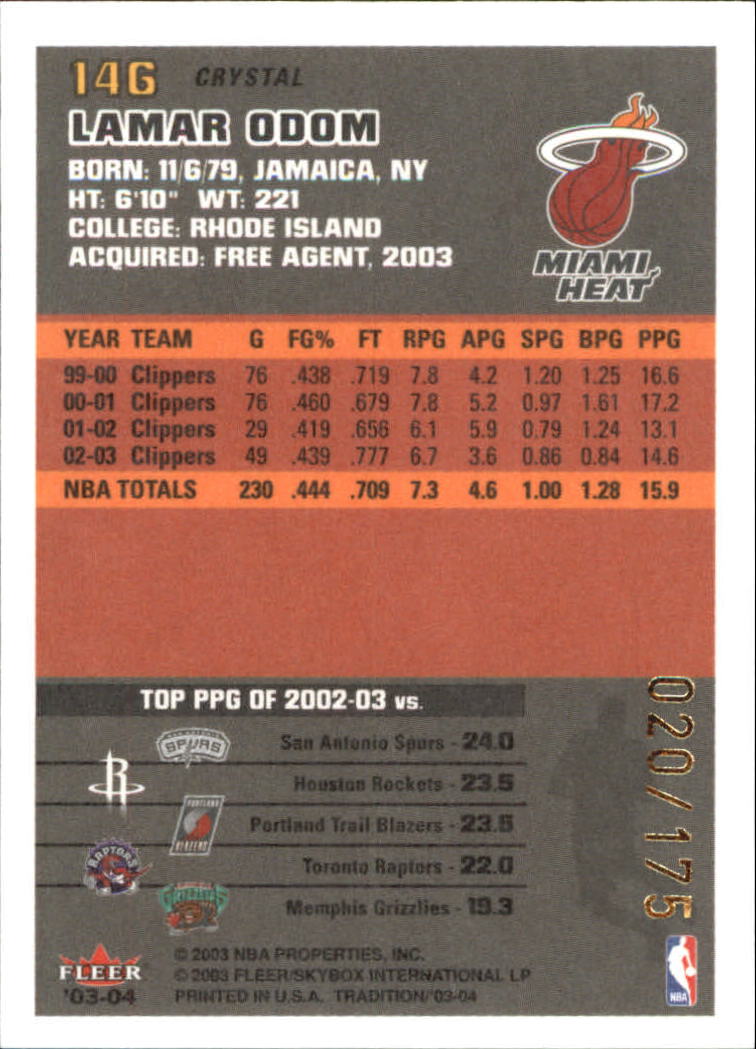 146 CRYSTAL
LAMAR ODOM
BORN: 11/6/79, JAMAICA, NY
HT: 6'10" WT: 221
COLLEGE: RHODE ISLAND
ACQUIRED: FREE AGENT, 2003
MIAMI
HEAT
YEAR TEAM G FG% FT RPG APG SPG BPG PPG
99-00 Clippers 76 .438 .719 7.8 4.2 1.20 1.25 16.6
00-01 Clippers 76 .460 .679 7.8 5.2 0.97 1.61 17.2
01-02 Clippers 29 .419 .656 6.1 5.9 0.79 1.24 13.1
02-03 Clippers 49 .439 .777 6.7 3.6 0.86 0.84 14.6
NBA TOTALS 230 .444 .709 7.3 4.6 1.00 1.28 15.9
TOP PPG OF 2002-03 vs.
SPURS
San Antonio Spurs - 24.0
R
Houston Rockets - 23.5
PORTLAND
BLAZERS
Portland Trail Blazers - 23.5
RAPTORS
Toronto Raptors - 22.0
GRIZZLIES
Memphis Grizzlies - 19.3
020/175
FLEER
'03-04
© 2003 NBA PROPERTIES, INC.
© 2003 FLEER/SKYBOX INTERNATIONAL LP
PRINTED IN U.S.A. TRADITION/'03-04
NBA